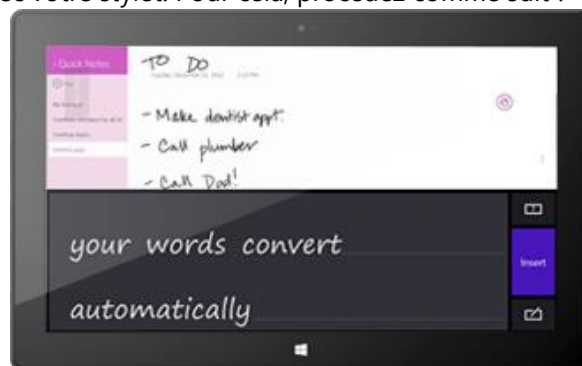 votre stylet. Pour cela, procédez comme suit :
Quick Notes
TO DO
- Make dentist appt.
- Call plumber
- Call Dad!
your words convert
automatically
Insert